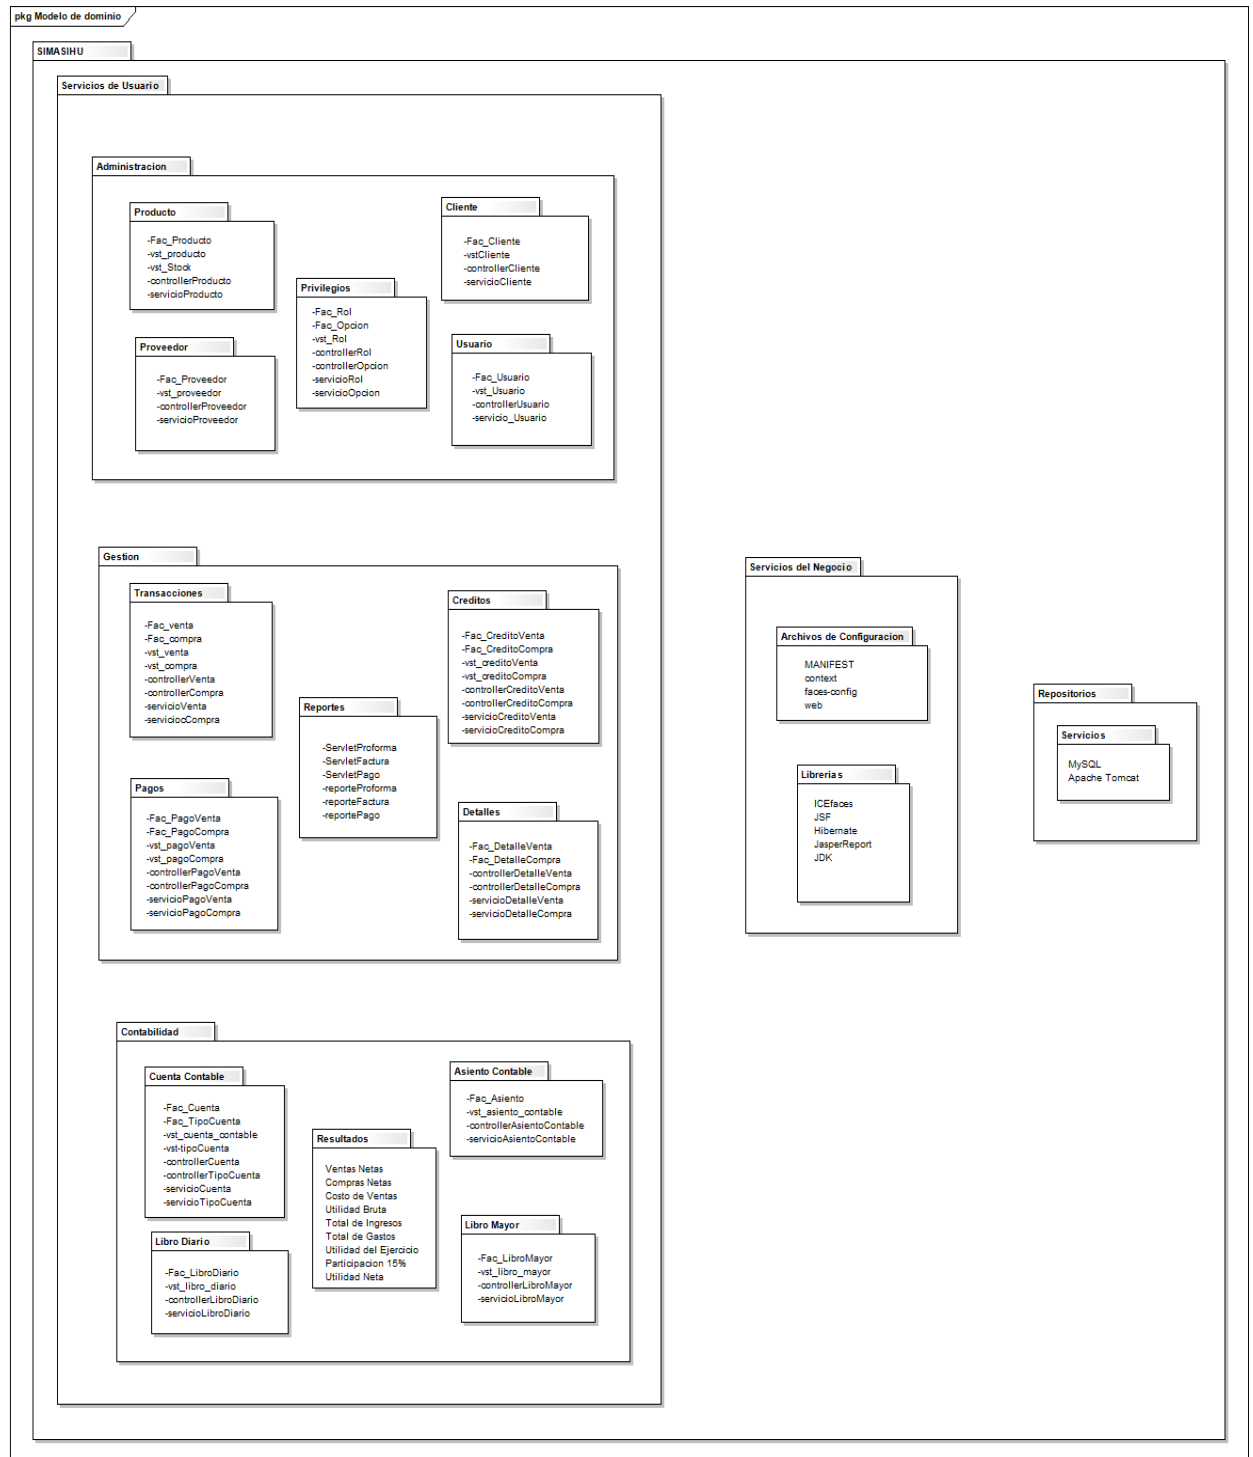 pkg Modelo de dominio
SIMASIHU
Servicios de Usuario
Administracion
Producto
-Fac_Producto
-vst_producto
-vst_Stock
-controllerProducto
-servicioProducto
Cliente
-Fac_Cliente
-vstCliente
-controllerCliente
-servicioCliente
Privilegios
-Fac_Rol
-Fac_Opcion
-vst_Rol
-controllerRol
-controllerOpcion
-servicioRol
-servicioOpcion
Proveedor
-Fac_Proveedor
-vst_proveedor
-controllerProveedor
-servicioProveedor
Usuario
-Fac_Usuario
-vst_Usuario
-controllerUsuario
-servicio_Usuario
Gestion
Transacciones
-Fac_venta
-Fac_compra
-vst_venta
-vst_compra
-controllerVenta
-controllerCompra
-servicioVenta
-serviciocCompra
Creditos
-Fac_CreditoVenta
-Fac_CreditoCompra
-vst_creditoVenta
-vst_creditoCompra
-controllerCreditoVenta
-controllerCreditoCompra
-servicioCreditoVenta
-servicioCreditoCompra
Reportes
-ServletProforma
-ServletFactura
-ServletPago
-reporteProforma
-reporteFactura
-reportePago
Pagos
-Fac_PagoVenta
-Fac_PagoCompra
-vst_pagoVenta
-vst_pagoCompra
-controllerPagoVenta
-controllerPagoCompra
-servicioPagoVenta
-servicioPagoCompra
Detalles
-Fac_DetalleVenta
-Fac_DetalleCompra
-controllerDetalleVenta
-controllerDetalleCompra
-servicioDetalleVenta
-servicioDetalleCompra
Contabilidad
Cuenta Contable
-Fac_Cuenta
-Fac_TipoCuenta
-vst_cuenta_contable
-vst-tipoCuenta
-controllerCuenta
-controllerTipoCuenta
-servicioCuenta
-servicioTipoCuenta
Asiento Contable
-Fac_Asiento
-vst_asiento_contable
-controllerAsientoContable
-servicioAsientoContable
Resultados
Ventas Netas
Compras Netas
Costo de Ventas
Utilidad Bruta
Total de Ingresos
Total de Gastos
Utilidad del Ejercicio
Participacion 15%
Utilidad Neta
Libro Diario
-Fac_LibroDiario
-vst_libro_diario
-controllerLibroDiario
-servicioLibroDiario
Libro Mayor
-Fac_LibroMayor
-vst_libro_mayor
-controllerLibroMayor
-servicioLibroMayor
Servicios del Negocio
Archivos de Configuracion
MANIFEST
context
faces-config
web
Librerias
ICEfaces
JSF
Hibernate
JasperReport
JDK
Repositorios
Servicios
MySQL
Apache Tomcat